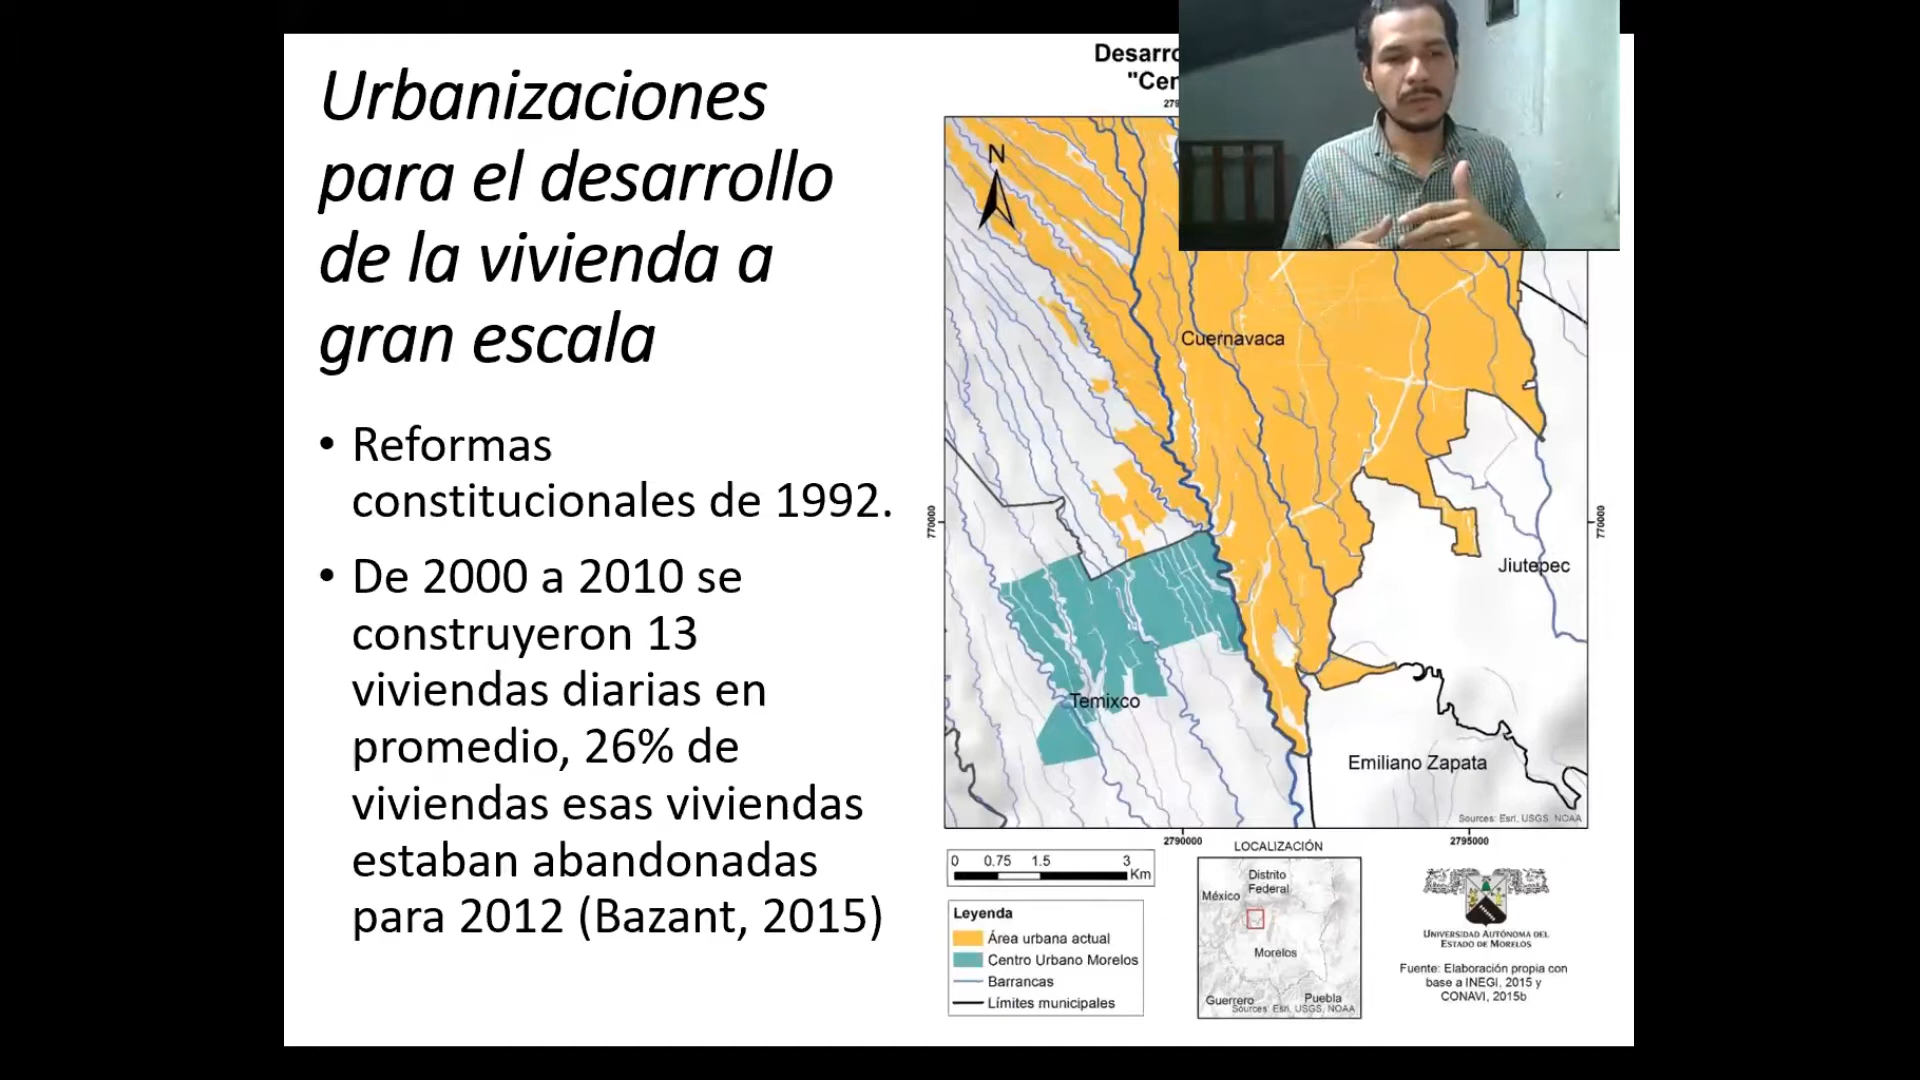 Urbanizaciones
para el desarrollo
de la vivienda a
gran escala
• Reformas
constitucionales de 1992.
• De 2000 a 2010 se
construyeron 13
viviendas diarias en
promedio, 26% de
viviendas esas viviendas
estaban abandonadas
para 2012 (Bazant, 2015)
N
Cuernavaca
770000
770000
Jiutepec
Temixco
Emiliano Zapata
Sources: Esri, USGS, NOAA
2790000
2795000
0 0.75 1.5 3
Km
Leyenda
Área urbana actual
Centro Urbano Morelos
Barrancas
Límites municipales
LOCALIZACIÓN
Distrito
Federal
México
Morelos
Guerrero
Puebla
Sources: Esri, USGS, NOAA
UNIVERSIDAD AUTÓNOMA DEL
ESTADO DE MORELOS
Fuente: Elaboración propia con
base a INEGI, 2015 y
CONAVI, 2015b